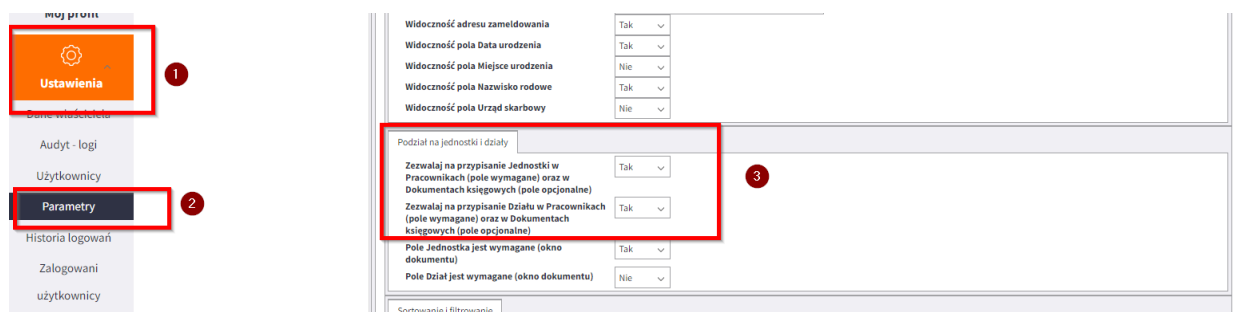 Mój profil
Ustawienia
1
Dane właściciela
Audyt - logi
Użytkownicy
Parametry
2
Historia logowań
Zalogowani
użytkownicy
Widoczność adresu zameldowania Tak
Widoczność pola Data urodzenia Tak
Widoczność pola Miejsce urodzenia Nie
Widoczność pola Nazwisko rodowe Tak
Widoczność pola Urząd skarbowy Nie
Podział na jednostki i działy
Zezwalaj na przypisanie Jednostki w Tak
Pracownikach (pole wymagane) oraz w
Dokumentach księgowych (pole opcjonalne)
3
Zezwalaj na przypisanie Działu w Pracownikach Tak
(pole wymagane) oraz w Dokumentach
księgowych (pole opcjonalne)
Pole Jednostka jest wymagane (okno Tak
dokumentu)
Pole Dział jest wymagane (okno dokumentu) Nie
Sortowanie i filtrowanie